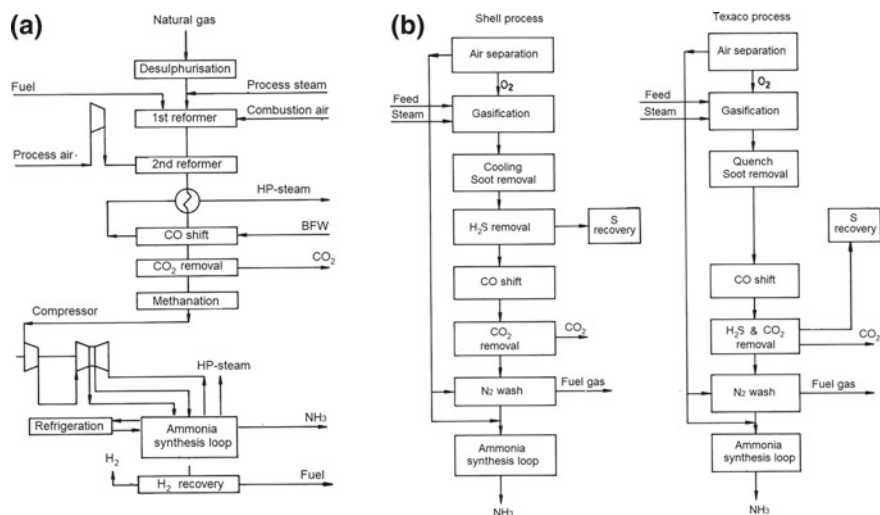 (a)
Natural gas
Desulphurisation
Fuel
Process steam
1st reformer
Combustion air
Process air
2nd reformer
HP-steam
CO shift
BFW
CO2 removal
CO2
Methanation
Compressor
HP-steam
Refrigeration
Ammonia
synthesis loop
NH3
H2
H2 recovery
Fuel
(b)
Shell process
Air separation
O2
Feed
Steam
Gasification
Cooling
Soot removal
H2S removal
S
recovery
CO shift
CO2
removal
CO2
N2 wash
Fuel gas
Ammonia
synthesis loop
NH3
Texaco process
Air separation
O2
Feed
Steam
Gasification
Quench
Soot removal
S
recovery
CO shift
H2S & CO2
removal
CO2
N2 wash
Fuel gas
Ammonia
synthesis loop
NH3